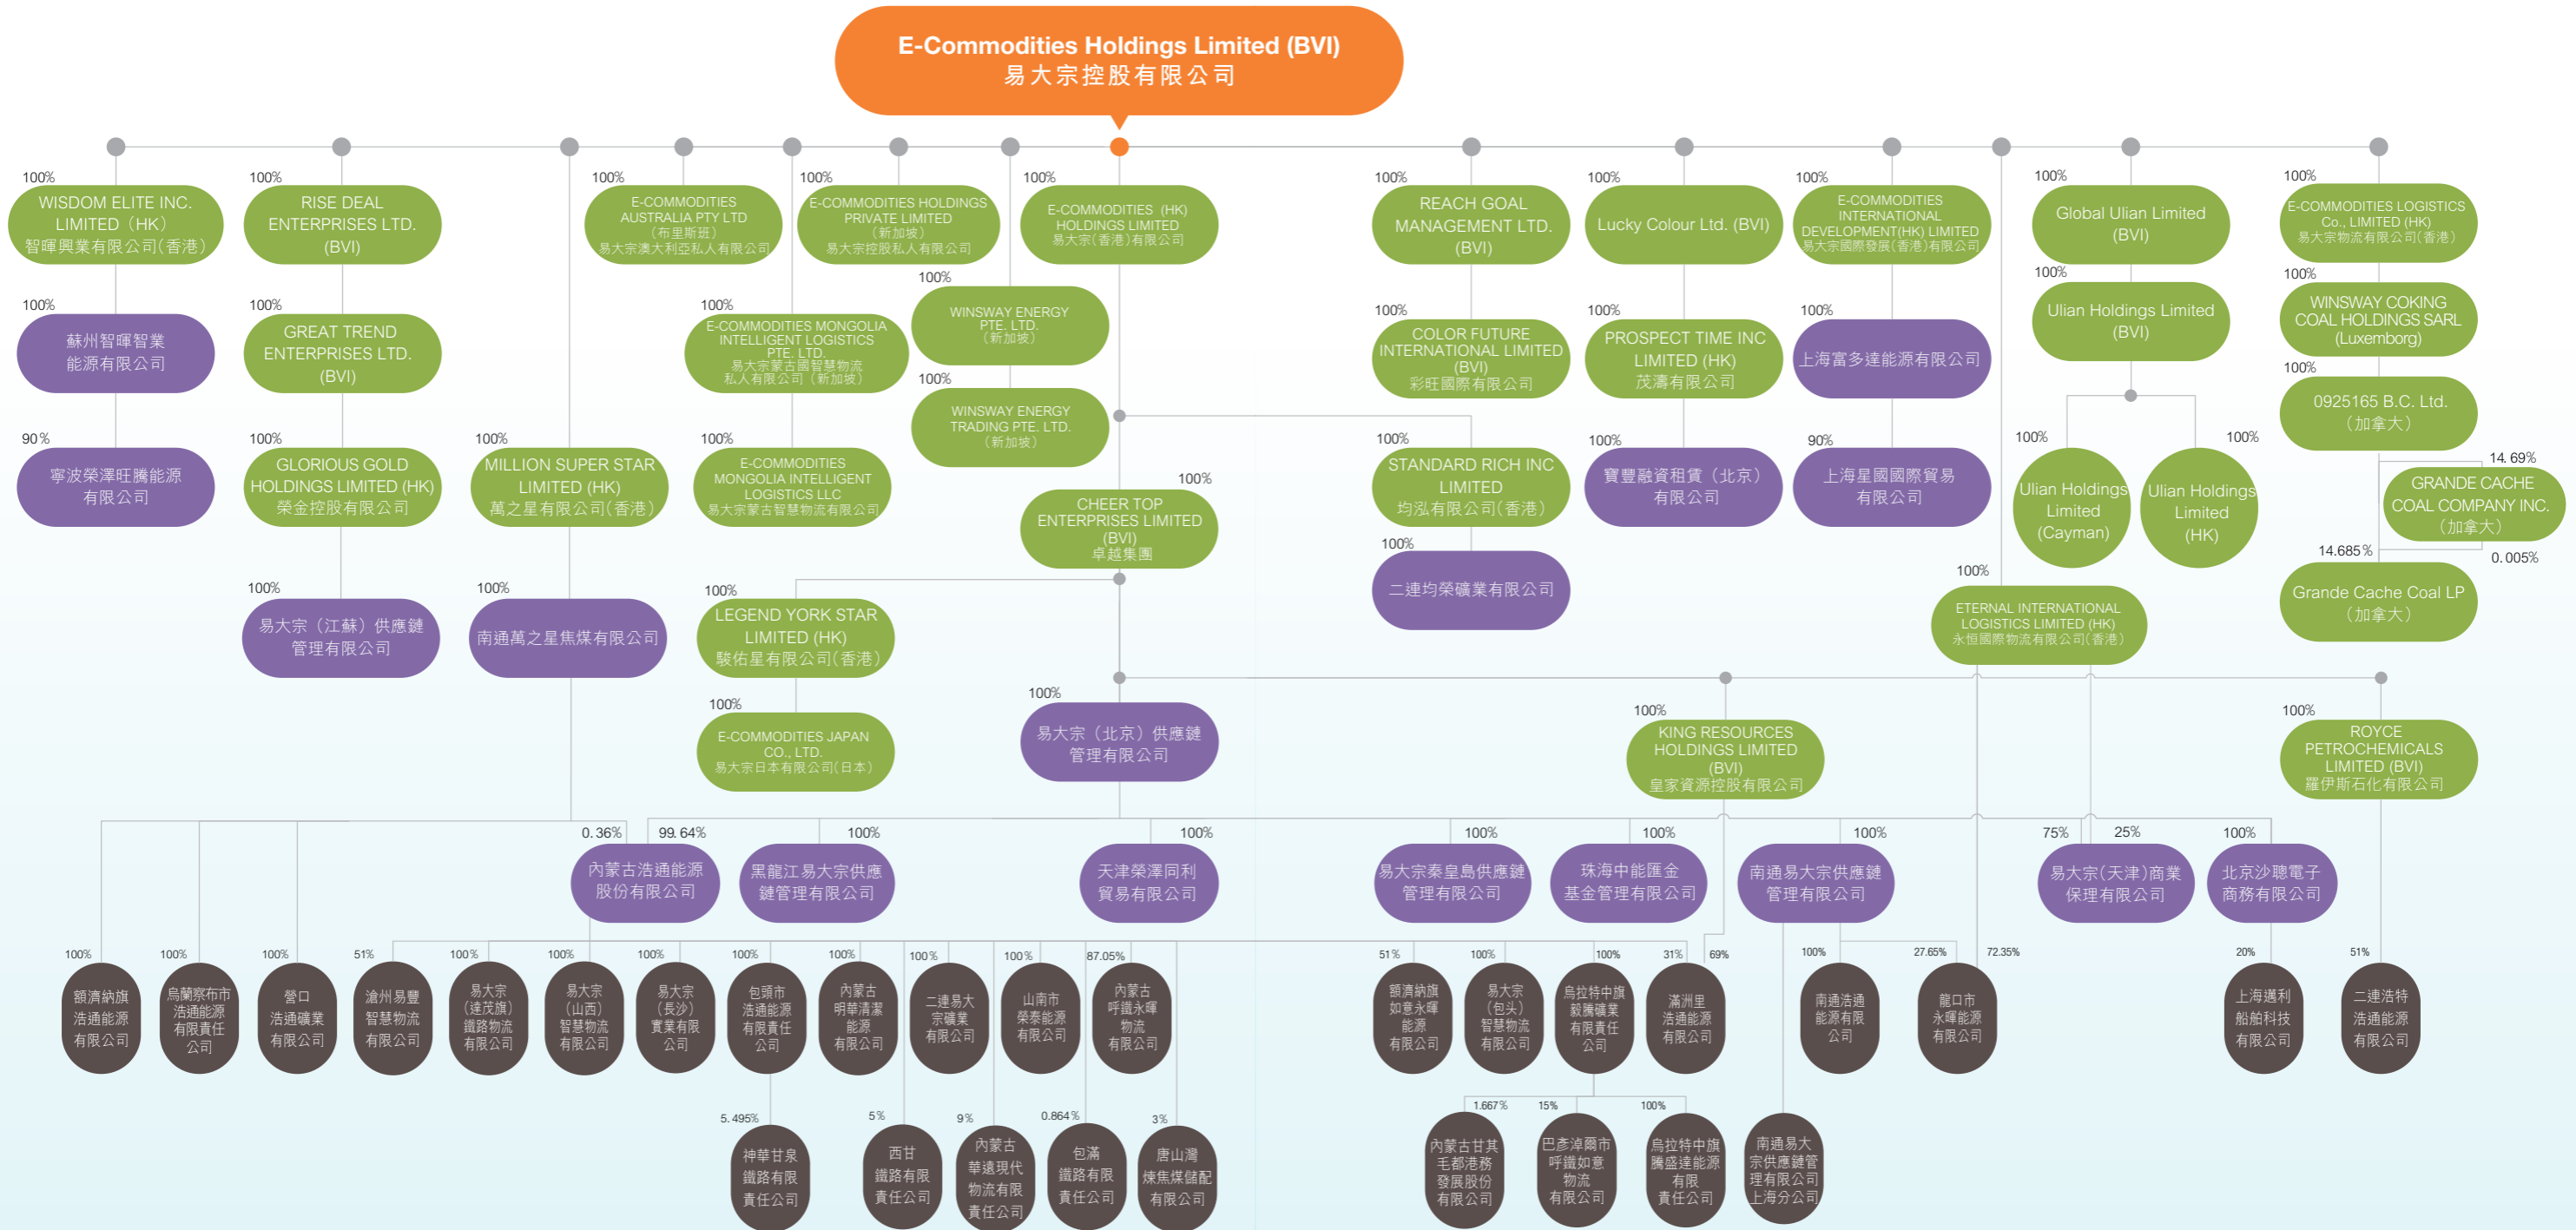 E-Commodities Holdings Limited (BVI)
易大宗控股有限公司
100%
WISDOM ELITE INC.
LIMITED（HK）
智暉興業有限公司(香港)
100%
蘇州智暉智業
能源有限公司
90%
寧波榮澤旺騰能源
有限公司
100%
RISE DEAL
ENTERPRISES LTD.
(BVI)
100%
GREAT TREND
ENTERPRISES LTD.
(BVI)
100%
GLORIOUS GOLD
HOLDINGS LIMITED (HK)
榮金控股有限公司
100%
易大宗（江蘇）供應鏈
管理有限公司
100%
MILLION SUPER STAR
LIMITED (HK)
萬之星有限公司(香港)
100%
南通萬之星焦煤有限公司
100%
E-COMMODITIES
AUSTRALIA PTY LTD
（布里斯班）
易大宗澳大利亞私人有限公司
100%
E-COMMODITIES MONGOLIA
INTELLIGENT LOGISTICS
PTE. LTD.
易大宗蒙古國智慧物流
私人有限公司（新加坡）
100%
E-COMMODITIES
MONGOLIA INTELLIGENT
LOGISTICS LLC
易大宗蒙古智慧物流有限公司
100%
E-COMMODITIES HOLDINGS
PRIVATE LIMITED
（新加坡）
易大宗控股私人有限公司
100%
WINSWAY ENERGY
PTE. LTD.
（新加坡）
100%
WINSWAY ENERGY
TRADING PTE. LTD.
（新加坡）
100%
E-COMMODITIES (HK)
HOLDINGS LIMITED
易大宗(香港)有限公司
100%
CHEER TOP
ENTERPRISES LIMITED
(BVI)
卓越集團
100%
STANDARD RICH INC
LIMITED
均泓有限公司(香港)
100%
二連均榮礦業有限公司
100%
LEGEND YORK STAR
LIMITED (HK)
駿佑星有限公司(香港)
100%
E-COMMODITIES JAPAN
CO., LTD.
易大宗日本有限公司(日本)
100%
易大宗（北京）供應鏈
管理有限公司
100%
REACH GOAL
MANAGEMENT LTD.
(BVI)
100%
COLOR FUTURE
INTERNATIONAL LIMITED
(BVI)
彩旺國際有限公司
100%
Lucky Colour Ltd. (BVI)
100%
PROSPECT TIME INC
LIMITED (HK)
茂濤有限公司
100%
寶豐融資租賃（北京）
有限公司
100%
E-COMMODITIES
INTERNATIONAL
DEVELOPMENT(HK) LIMITED
易大宗國際發展(香港)有限公司
100%
上海富多達能源有限公司
90%
上海星國國際貿易
有限公司
100%
ETERNAL INTERNATIONAL
LOGISTICS LIMITED (HK)
永恒國際物流有限公司(香港)
100%
Global Ulian Limited
(BVI)
100%
Ulian Holdings Limited
(BVI)
100%
Ulian Holdings
Limited
(Cayman)
100%
Ulian Holdings
Limited
(HK)
100%
E-COMMODITIES LOGISTICS
Co., LIMITED (HK)
易大宗物流有限公司(香港)
100%
WINSWAY COKING
COAL HOLDINGS SARL
(Luxemborg)
100%
0925165 B.C. Ltd.
（加拿大）
14.69%
GRANDE CACHE
COAL COMPANY INC.
（加拿大）
14.685%
0.005%
Grande Cache Coal LP
（加拿大）
100%
KING RESOURCES
HOLDINGS LIMITED
(BVI)
皇家資源控股有限公司
100%
ROYCE
PETROCHEMICALS
LIMITED (BVI)
羅伊斯石化有限公司
0.36%
99.64%
內蒙古浩通能源
股份有限公司
100%
黑龍江易大宗供應
鏈管理有限公司
100%
天津榮澤同利
貿易有限公司
100%
易大宗秦皇島供應鏈
管理有限公司
100%
珠海中能匯金
基金管理有限公司
100%
南通易大宗供應鏈
管理有限公司
75%
25%
易大宗(天津)商業
保理有限公司
100%
北京沙聰電子
商務有限公司
100%
額濟納旗
浩通能源
有限公司
100%
烏蘭察布市
浩通能源
有限責任
公司
100%
營口
浩通礦業
有限公司
51%
滄州易豐
智慧物流
有限公司
100%
易大宗
（達茂旗）
鐵路物流
有限公司
100%
易大宗
（山西）
智慧物流
有限公司
100%
易大宗
（長沙）
實業有限
公司
100%
包頭市
浩通能源
有限責任
公司
100%
內蒙古
明華清潔
能源
有限公司
100%
二連易大
宗礦業
有限公司
100%
山南市
榮泰能源
有限公司
87.05%
內蒙古
呼鐵永暉
物流
有限公司
51%
額濟納旗
如意永暉
能源
有限公司
100%
易大宗
（包头）
智慧物流
有限公司
100%
烏拉特中旗
毅騰礦業
有限責任
公司
31%
69%
滿洲里
浩通能源
有限公司
100%
南通浩通
能源有限
公司
27.65%
72.35%
龍口市
永暉能源
有限公司
20%
上海邁利
船舶科技
有限公司
51%
二連浩特
浩通能源
有限公司
5.495%
神華甘泉
鐵路有限
責任公司
5%
西甘
鐵路有限
責任公司
9%
內蒙古
華遠現代
物流有限
責任公司
0.864%
包滿
鐵路有限
責任公司
3%
唐山灣
煉焦煤儲配
有限公司
1.667%
內蒙古甘其
毛都港務
發展股份
有限公司
15%
巴彥淖爾市
呼鐵如意
物流
有限公司
100%
烏拉特中旗
騰盛達能源
有限
責任公司
南通易大
宗供應鏈管
理有限公司
上海分公司